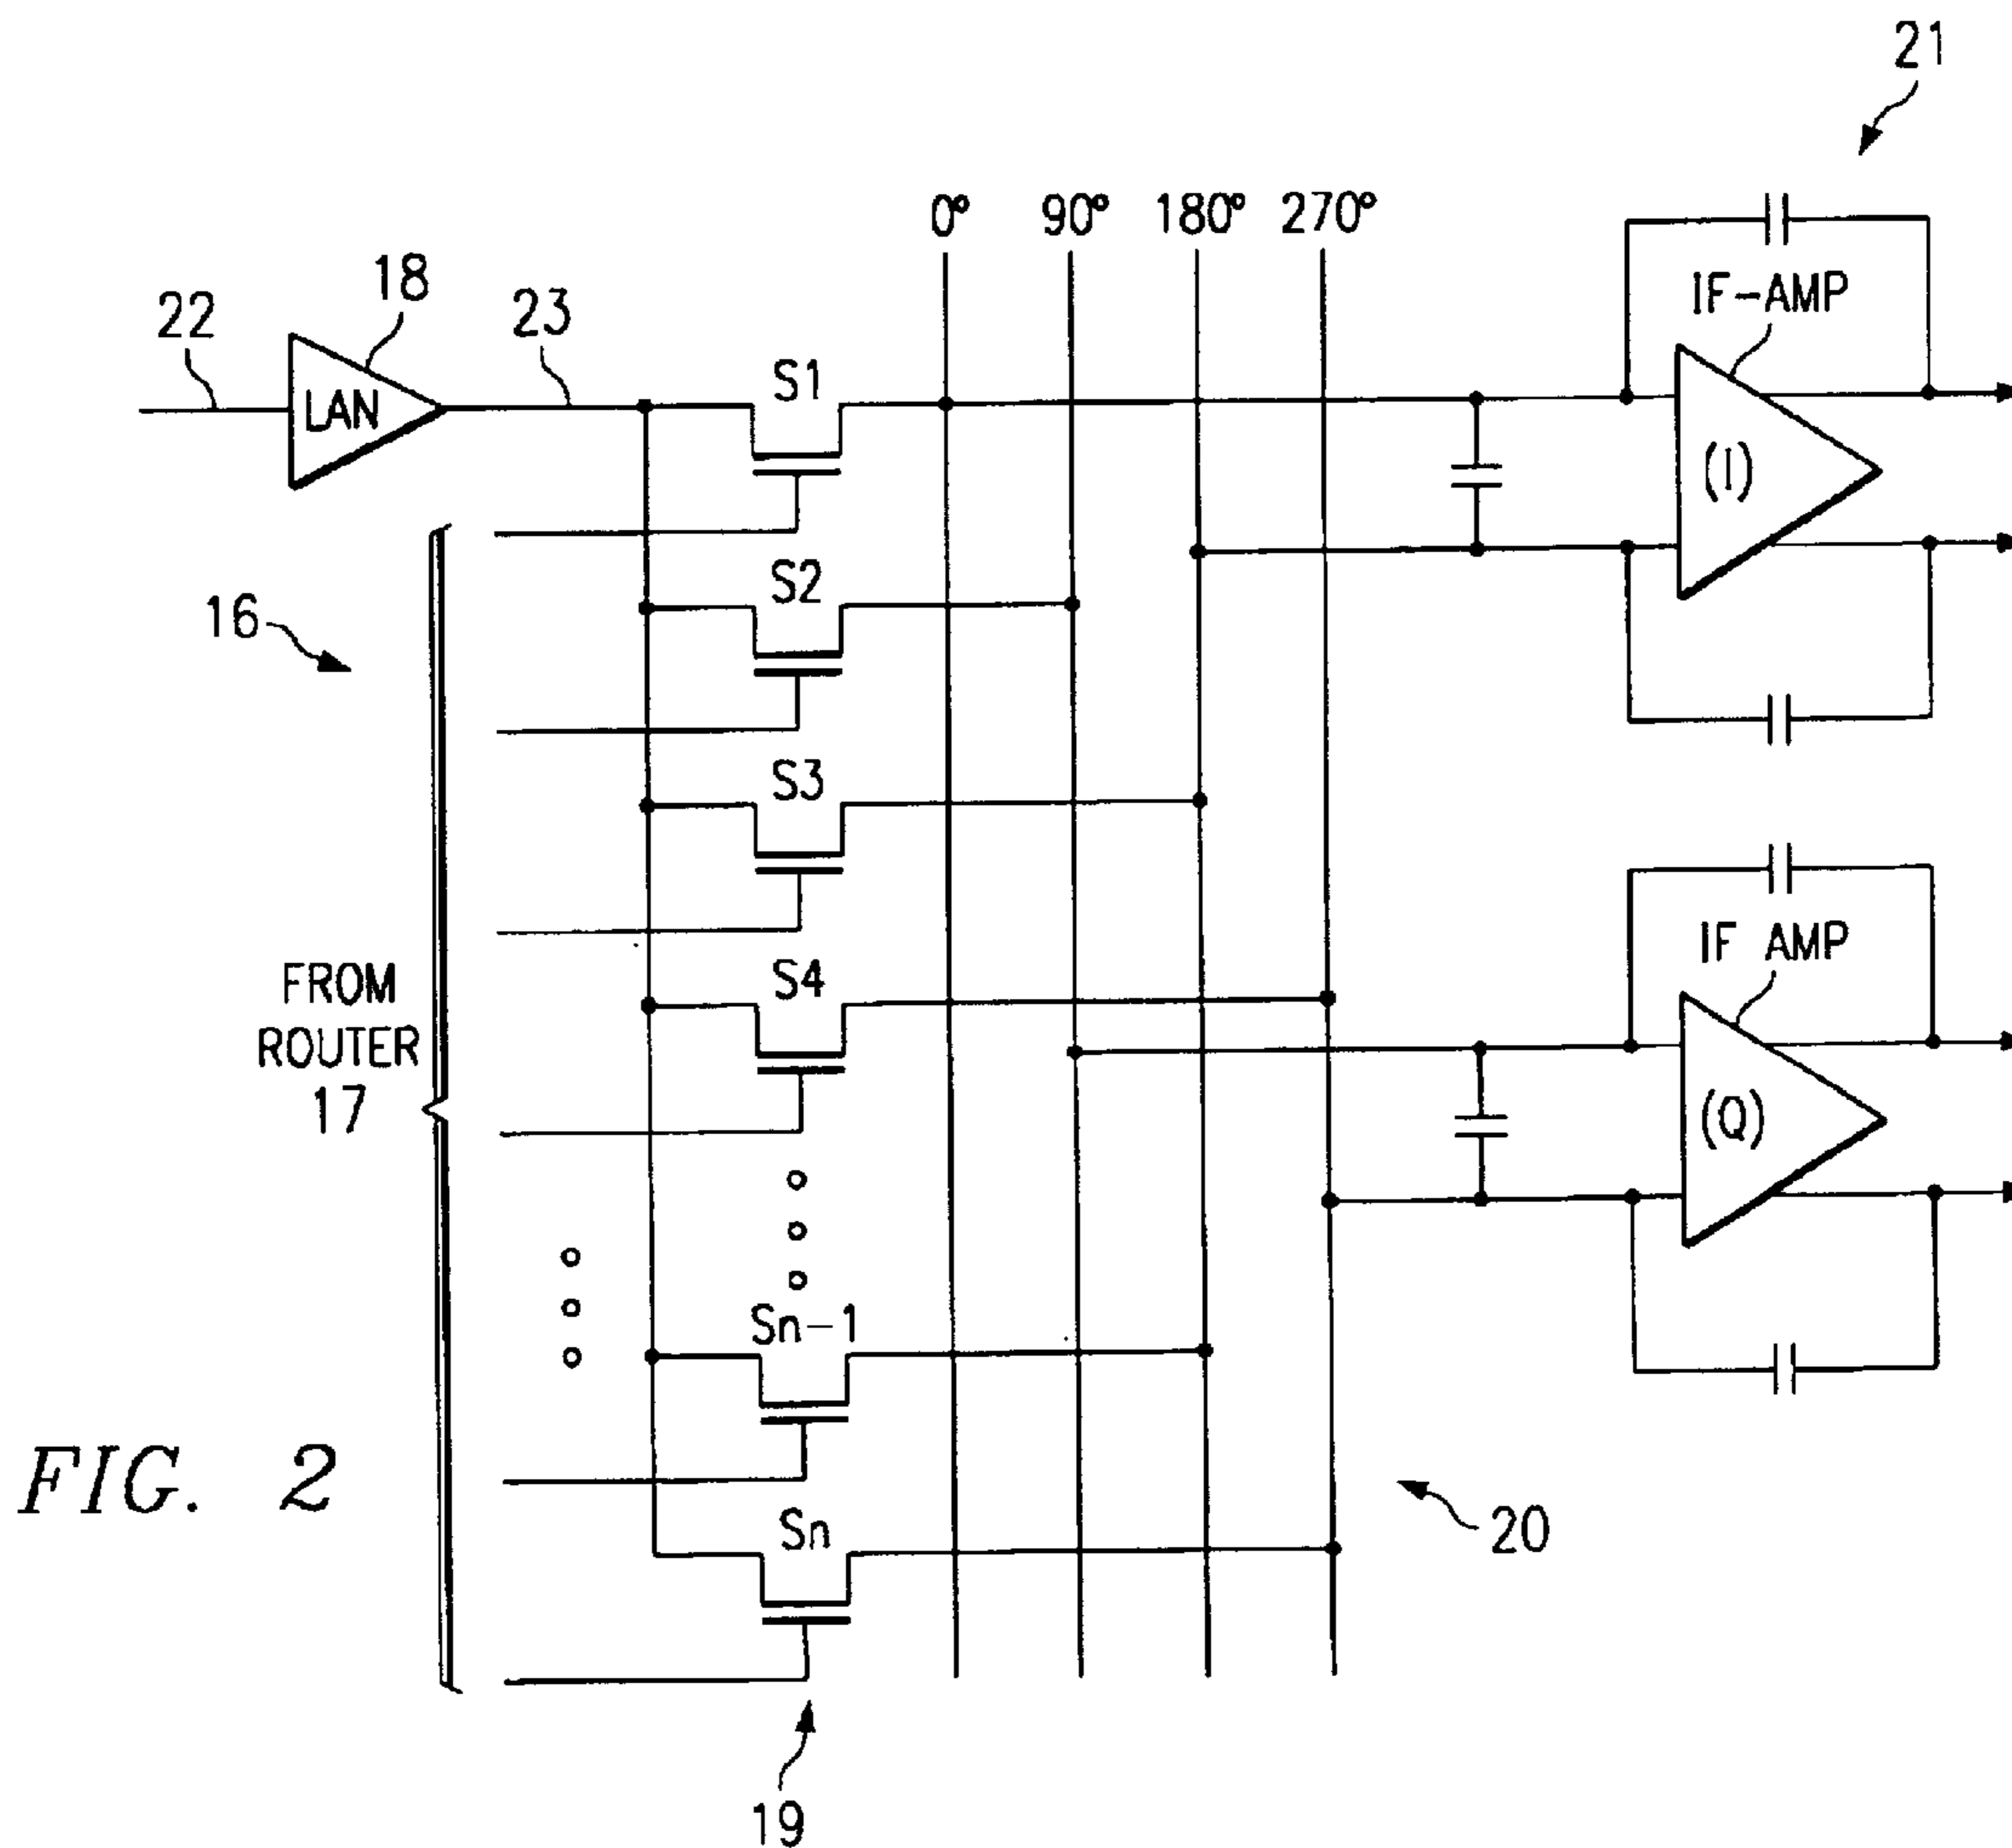 21
0° 90° 180° 270°
18
22
23
LAN
S1
IF-AMP
(I)
S2
16
S3
S4
FROM
ROUTER
17
IF AMP
(Q)
Sn-1
Sn
20
19
FIG. 2